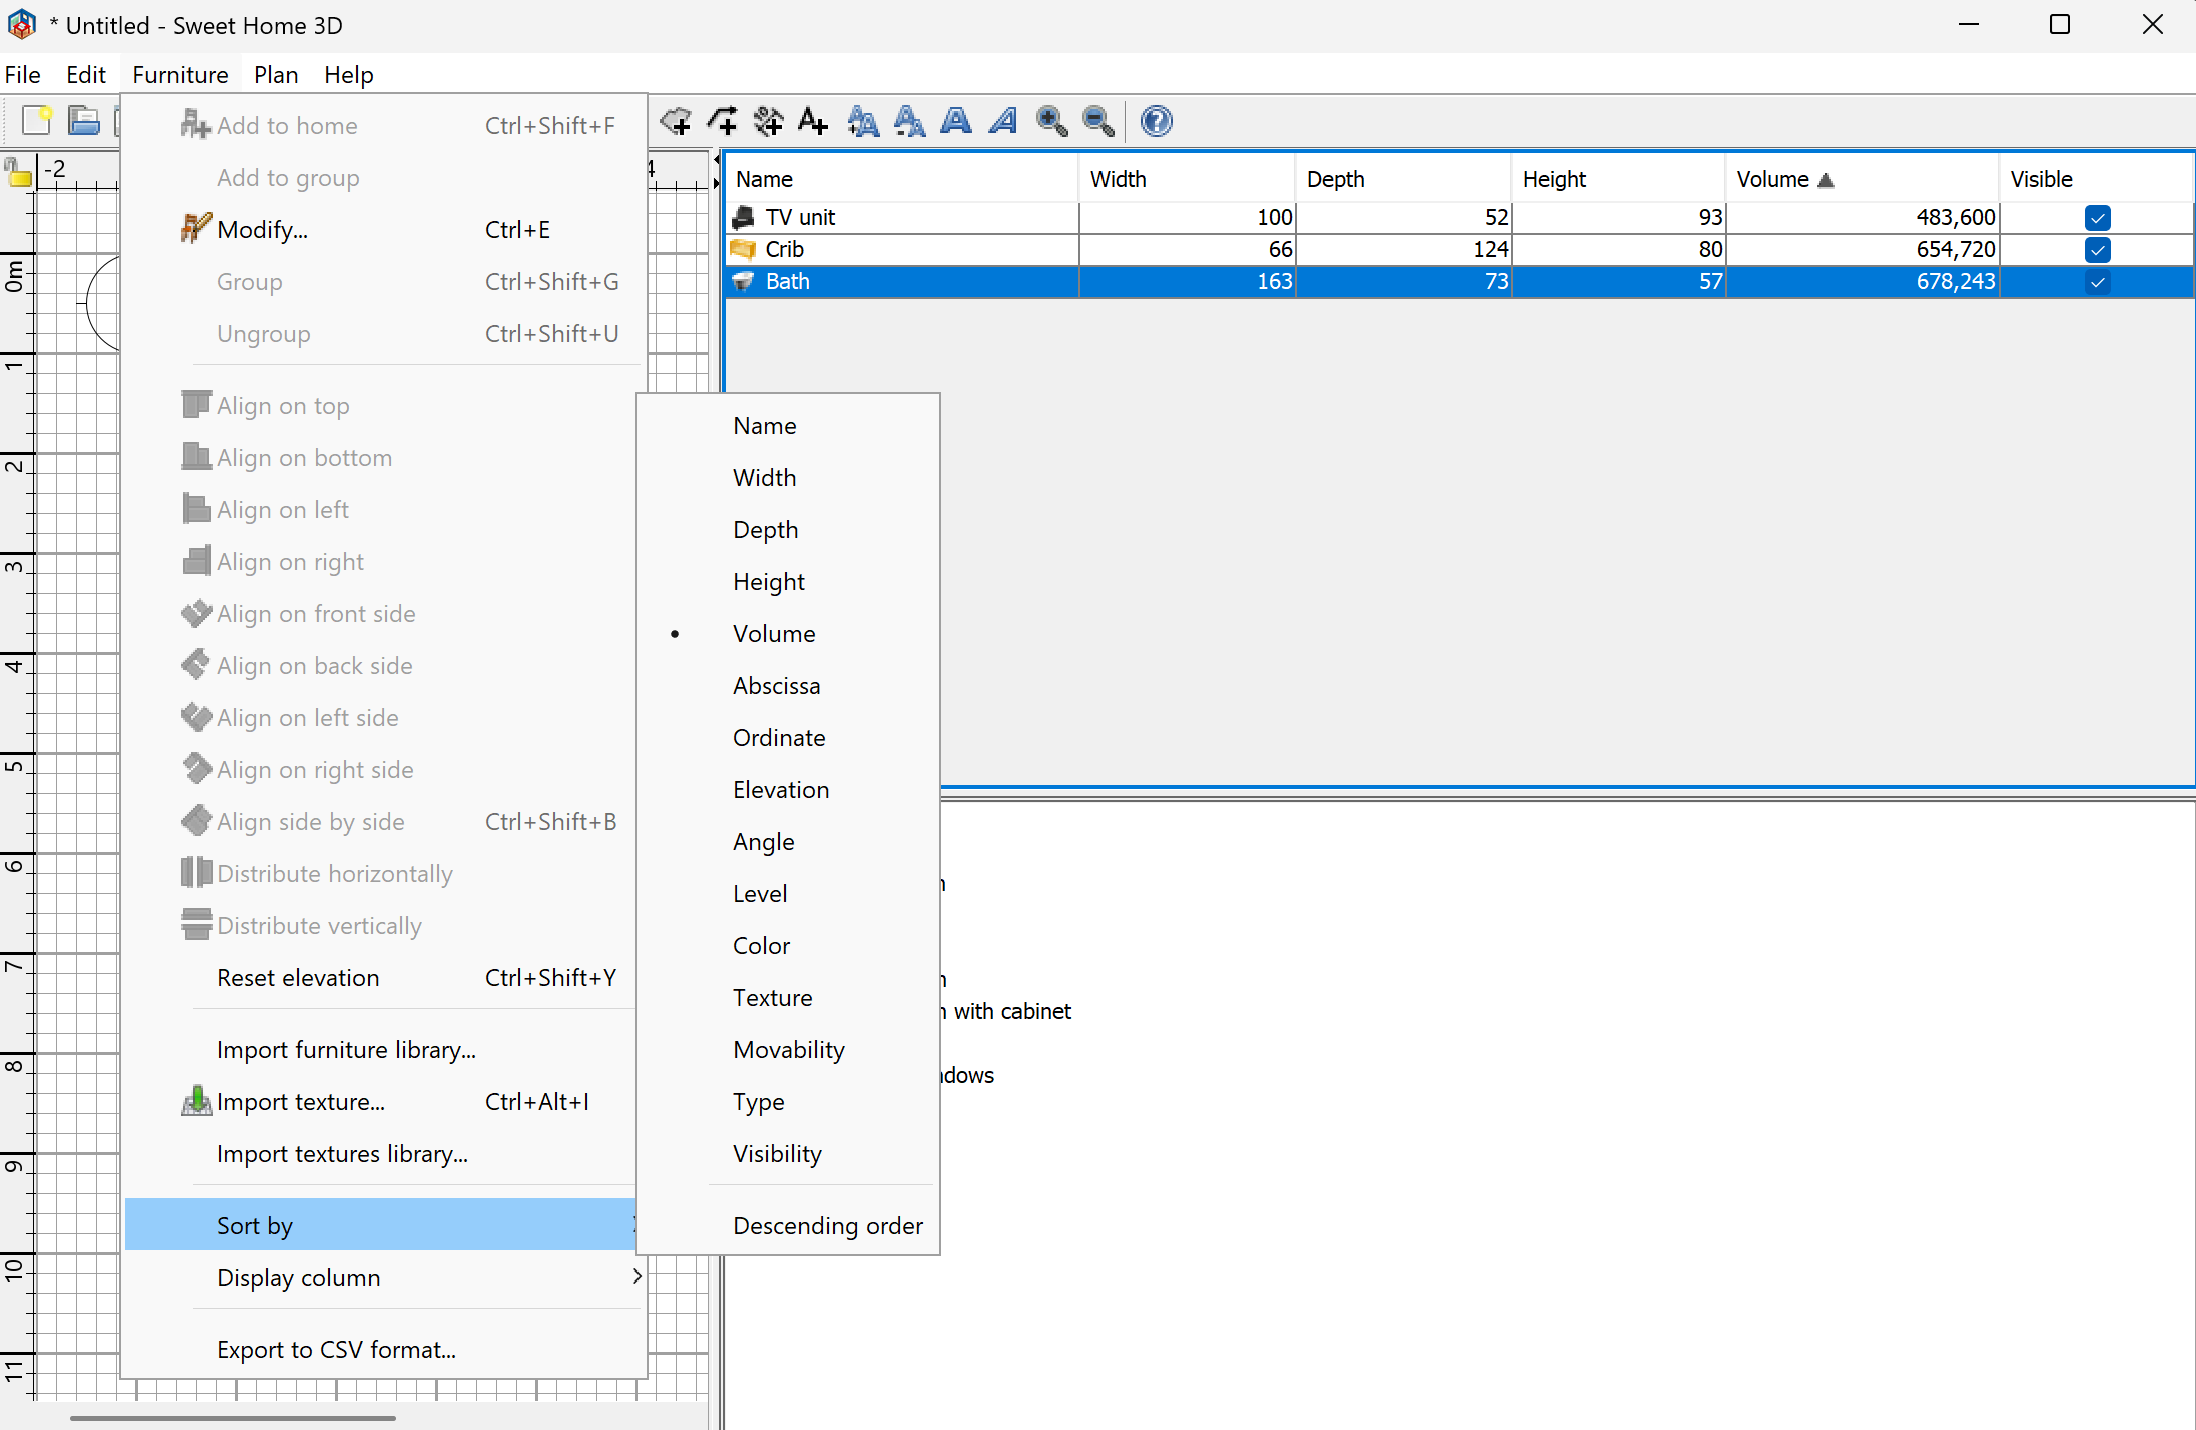 * Untitled - Sweet Home 3D
File Edit Furniture Plan Help
-2
4
0m
1
2
3
4
5
6
7
8
9
10
11
Add to home Ctrl+Shift+F
Add to group
Modify... Ctrl+E
Group Ctrl+Shift+G
Ungroup Ctrl+Shift+U
Align on top
Align on bottom
Align on left
Align on right
Align on front side
Align on back side
Align on left side
Align on right side
Align side by side Ctrl+Shift+B
Distribute horizontally
Distribute vertically
Reset elevation Ctrl+Shift+Y
Import furniture library...
Import texture... Ctrl+Alt+I
Import textures library...
Sort by
Display column
Export to CSV format...
Name
Width
Depth
Height
Volume
Abscissa
Ordinate
Elevation
Angle
Level
Color
Texture
Movability
Type
Visibility
Descending order
Name Width Depth Height Volume Visible
TV unit 100 52 93 483,600
Crib 66 124 80 654,720
Bath 163 73 57 678,243
with cabinet